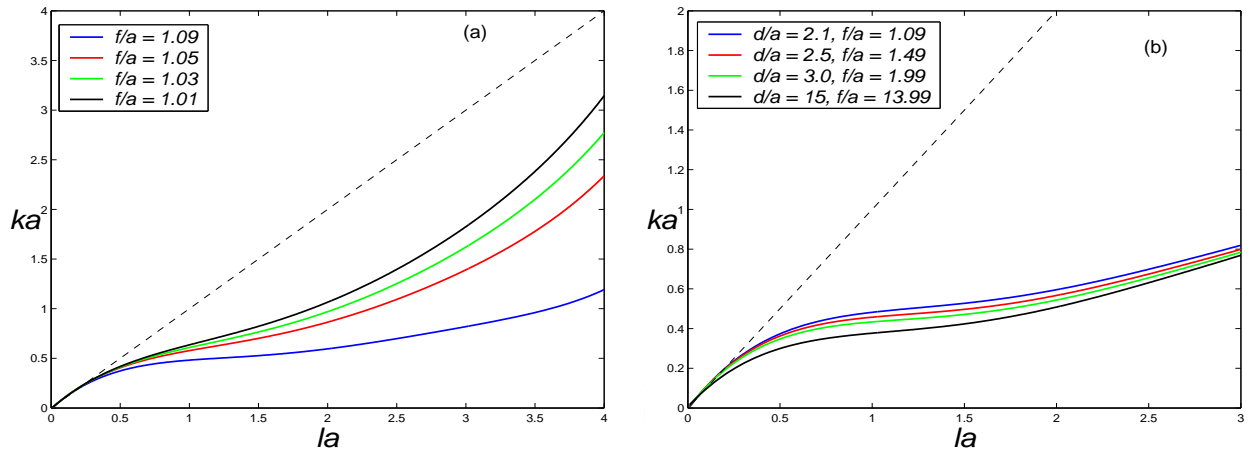 (a)
f/a = 1.09
f/a = 1.05
f/a = 1.03
f/a = 1.01
4
3.5
3
2.5
2
1.5
1
0.5
0
ka
0 0.5 1 1.5 2 2.5 3 3.5 4
la
(b)
d/a = 2.1, f/a = 1.09
d/a = 2.5, f/a = 1.49
d/a = 3.0, f/a = 1.99
d/a = 15, f/a = 13.99
2
1.8
1.6
1.4
1.2
1
0.8
0.6
0.4
0.2
0
ka
0 0.5 1 1.5 2 2.5 3
la